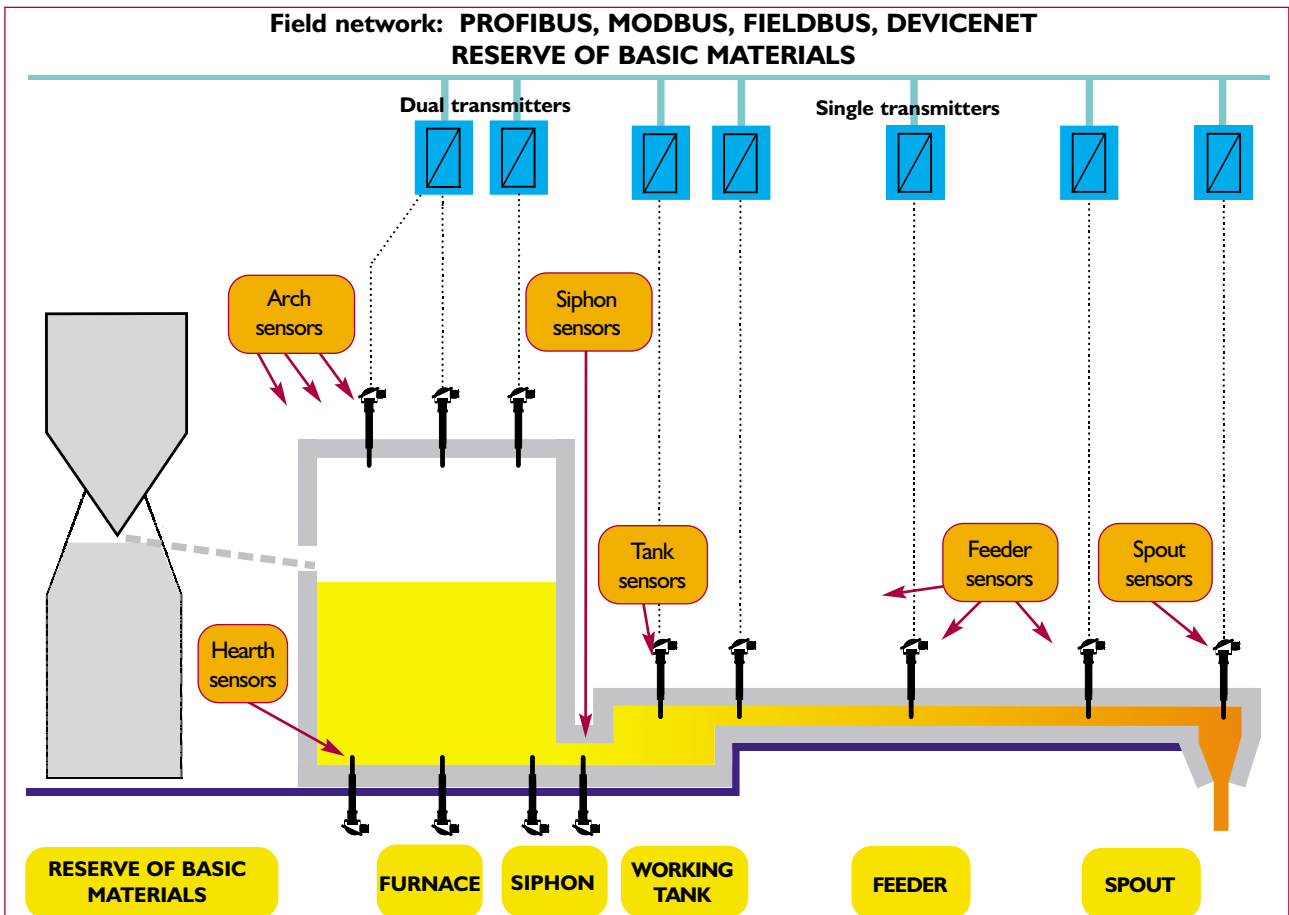 Field network: PROFIBUS, MODBUS, FIELDBUS, DEVICENET
RESERVE OF BASIC MATERIALS
Dual transmitters
Single transmitters
Arch
sensors
Siphon
sensors
Tank
sensors
Feeder
sensors
Spout
sensors
Hearth
sensors
RESERVE OF BASIC
MATERIALS
FURNACE
SIPHON
WORKING
TANK
FEEDER
SPOUT